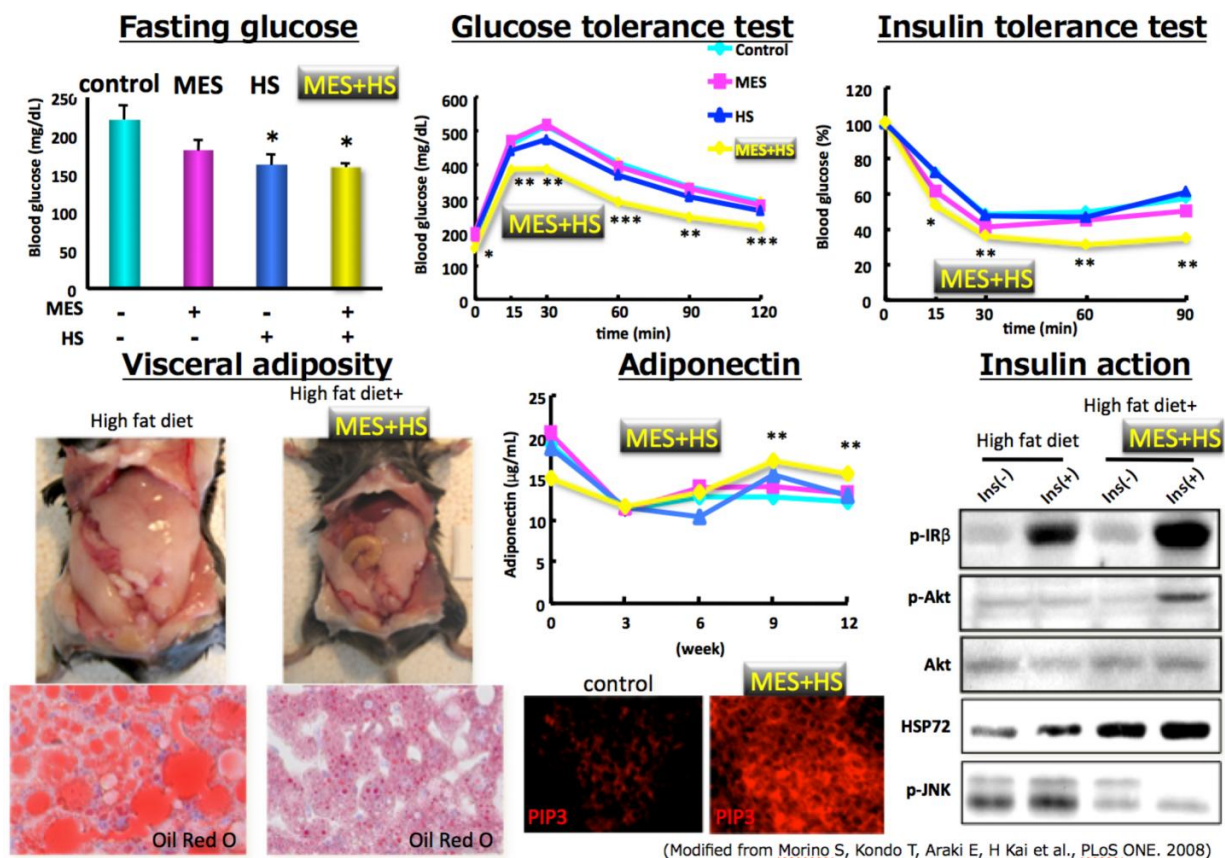 Fasting glucose
control MES HS MES+HS
Blood glucose (mg/dL)
250
200
150
200
150
100
50
0
* *
MES - + - +
HS - - + +
Glucose tolerance test
Control
MES
HS
MES+HS
Blood glucose (mg/dL)
600
500
400
300
200
100
0
* ** ** *** ** ***
MES+HS
0 15 30 60 90 120
time (min)
Insulin tolerance test
Blood glucose (%)
120
100
80
60
40
20
0
* ** ** **
MES+HS
0 15 30 60 90
time (min)
Visceral adiposity
High fat diet
High fat diet+
MES+HS
Oil Red O
Oil Red O
Adiponectin
Adiponectin (μg/mL)
25
20
15
10
5
0
MES+HS
** **
0 3 6 9 12
(week)
control
MES+HS
PIP3
PIP3
Insulin action
High fat diet+
High fat diet MES+HS
Ins(-) Ins(+) Ins(-) Ins(+)
p-IRβ
p-Akt
Akt
HSP72
p-JNK
(Modified from Morino S, Kondo T, Araki E, H Kai et al., PLoS ONE. 2008)